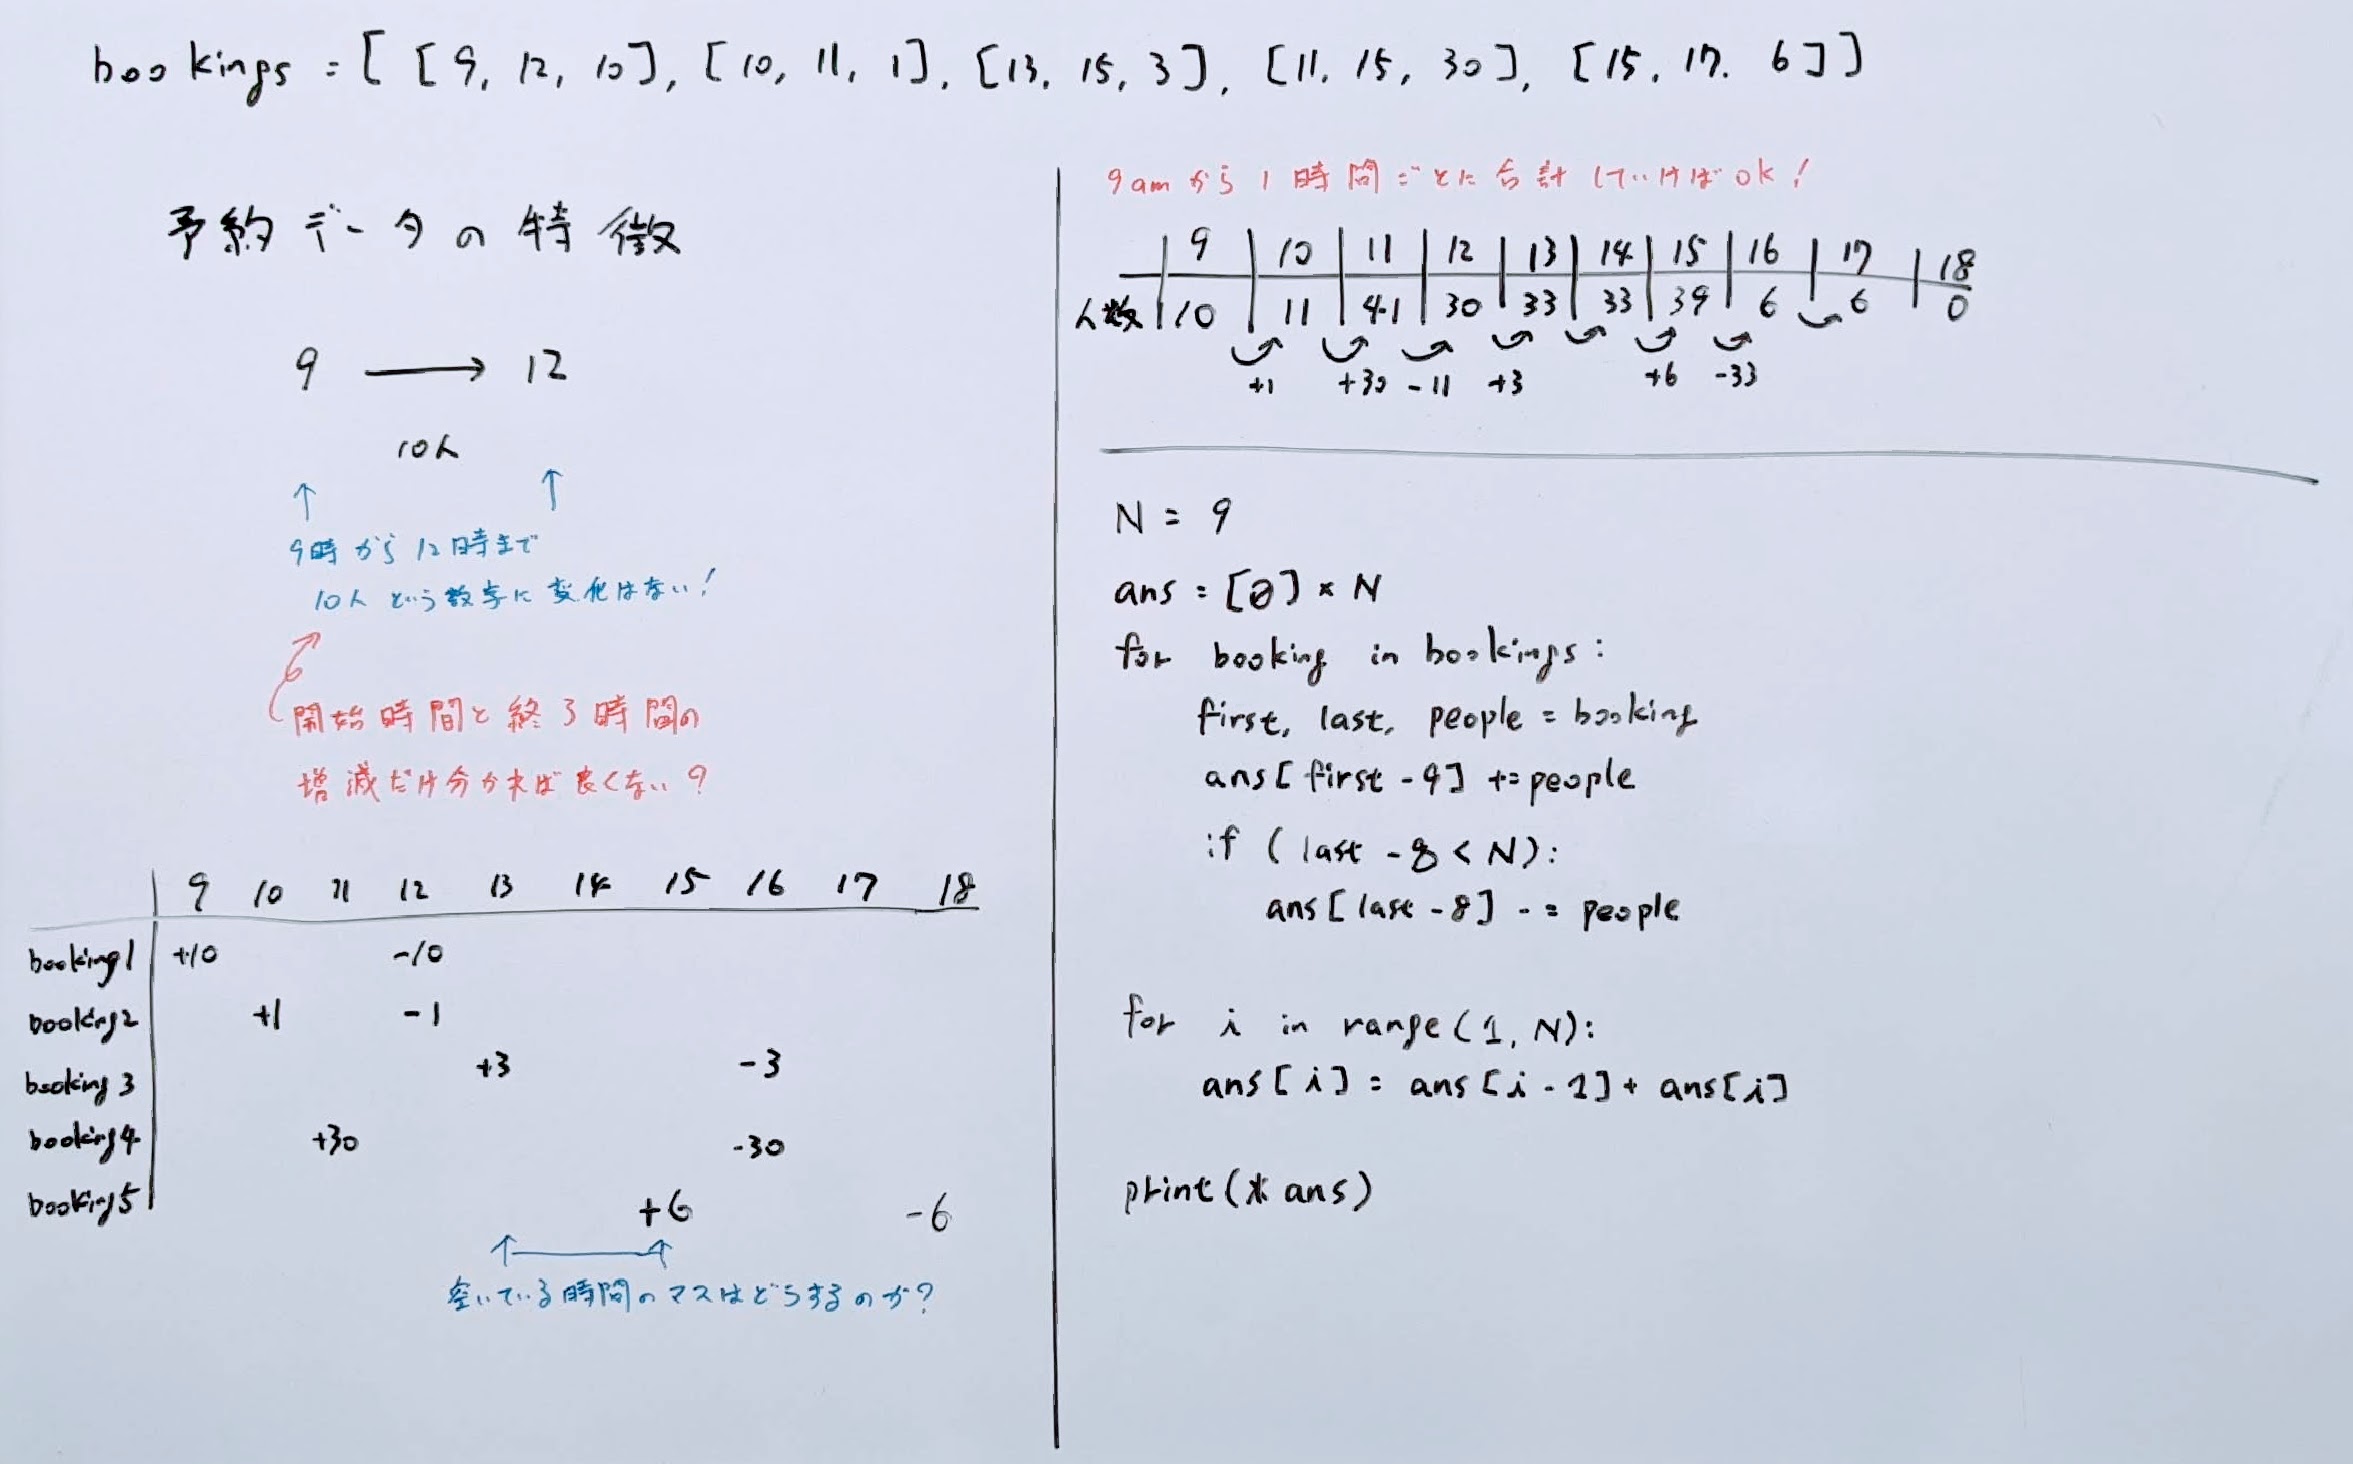 bookings = [ [9, 12, 10], [10, 11, 1], [13, 15, 3], [11, 15, 30], [15, 17, 6]]
予約データの特徴
9 → 12
10人
↑ ↑
9時から12時まで
10人という数字に変化はない!
開始時間と終了時間の
増減だけ分かれば良くない?
9 10 11 12 13 14 15 16 17 18
booking1 +10 -10
booking2 +1 -1
booking3 +3 -3
booking4 +30 -30
booking5 +6 -6
空いている時間のマスはどうするのか?
9amから1時間ごとに合計していけばok!
9 10 11 12 13 14 15 16 17 18
人数 10 11 41 30 33 33 39 6 6 0
+1 +30 -11 +3 +6 -33
N = 9
ans = [0] * N
for booking in bookings:
first, last, people = booking
ans[first - 9] += people
if (last - 8 < N):
ans[last - 8] -= people
for i in range(1, N):
ans[i] = ans[i - 1] + ans[i]
print(* ans)